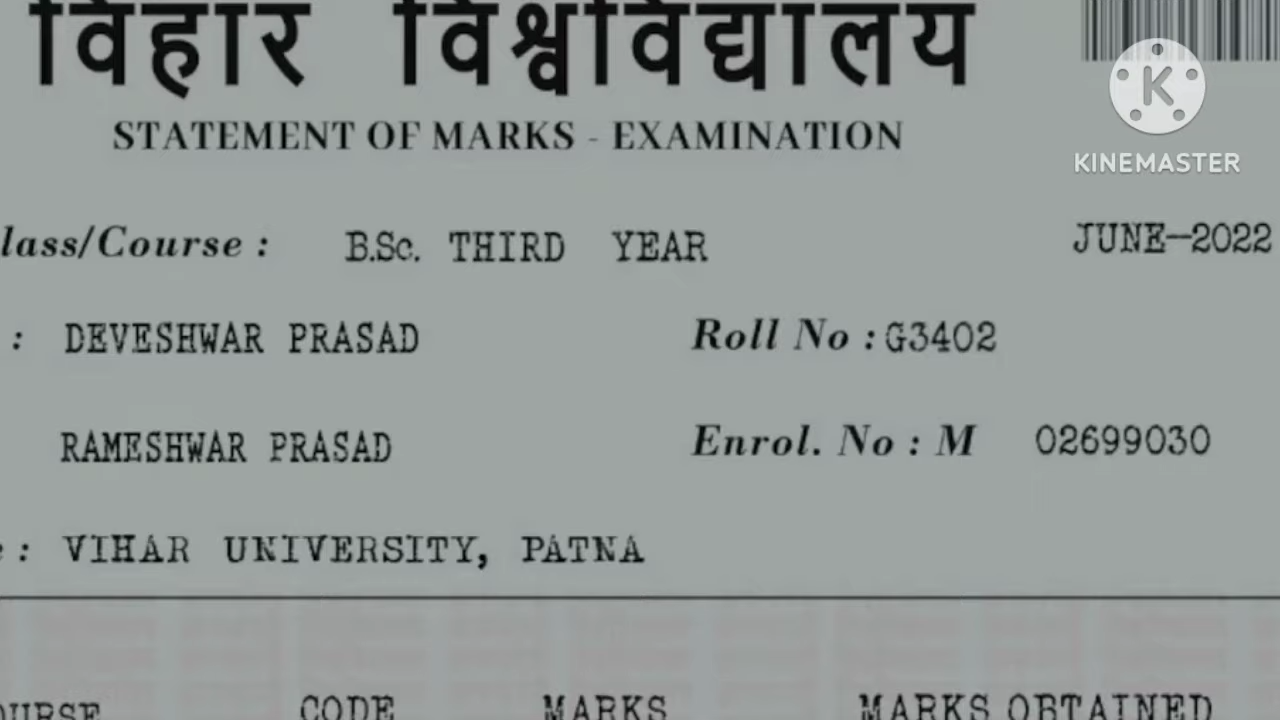 विहार विश्वविद्यालय
STATEMENT OF MARKS - EXAMINATION
K
KINEMASTER
lass/Course : B.Sc. THIRD YEAR JUNE-2022
: DEVESHWAR PRASAD Roll No : G3402
RAMESHWAR PRASAD Enrol. No : M 02699030
e : VIHAR UNIVERSITY, PATNA
OURSE CODE MARKS MARKS OBTAINED